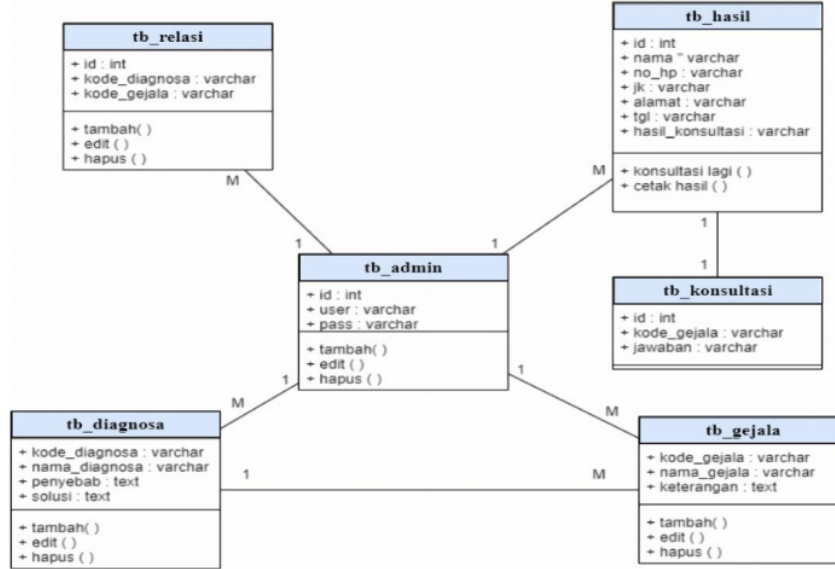 tb_relasi
+ id : int
+ kode_diagnosa : varchar
+ kode_gejala : varchar
+ tambah( )
+ edit ( )
+ hapus ( )
M
1
tb_hasil
+ id : int
+ nama " varchar
+ no_hp : varchar
+ jk : varchar
+ alamat : varchar
+ tgl : varchar
+ hasil_konsultasi : varchar
+ konsultasi lagi ( )
+ cetak hasil ( )
M
1
1
1
tb_admin
+ id : int
+ user : varchar
+ pass : varchar
+ tambah( )
+ edit ( )
+ hapus ( )
tb_konsultasi
+ id : int
+ kode_gejala : varchar
+ jawaban : varchar
1
M
1
M
tb_diagnosa
+ kode_diagnosa : varchar
+ nama_diagnosa : varchar
+ penyebab : text
+ solusi : text
+ tambah( )
+ edit ( )
+ hapus ( )
1
M
tb_gejala
+ kode_gejala : varchar
+ nama_gejala : varchar
+ keterangan : text
+ tambah( )
+ edit ( )
+ hapus ( )